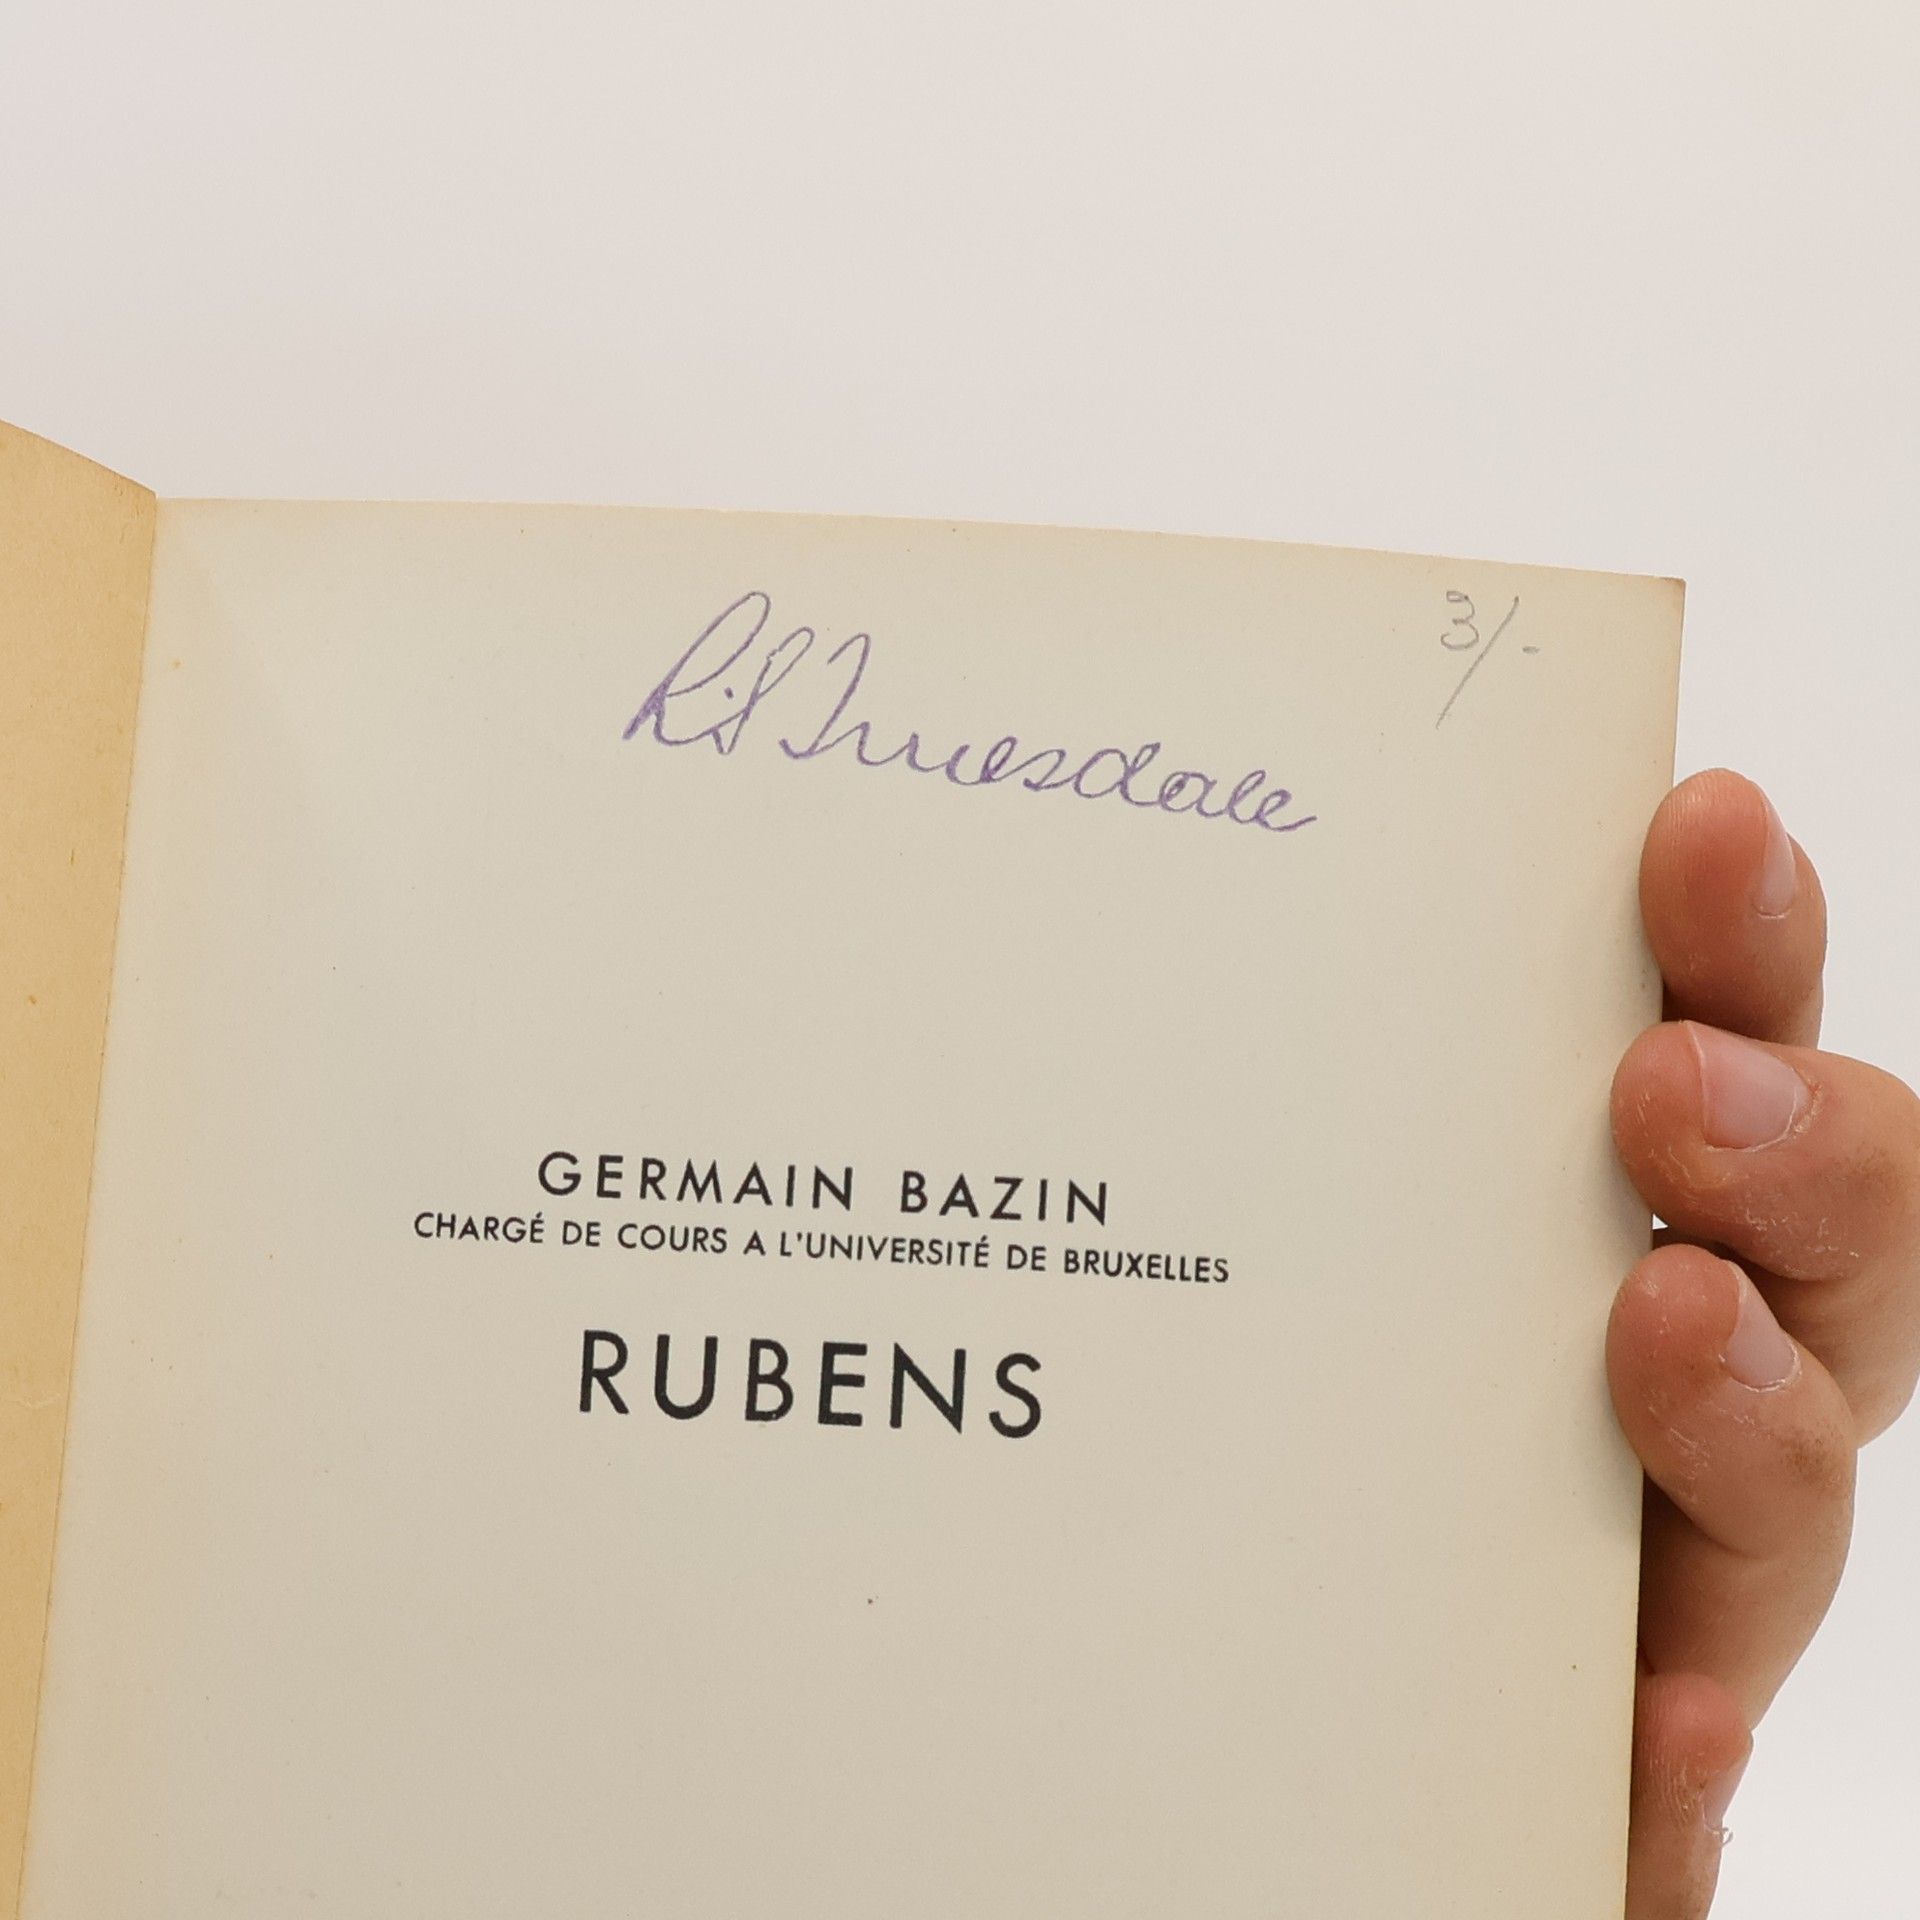 Truesdale
3/-
GERMAIN BAZIN
CHARGÉ DE COURS A L'UNIVERSITÉ DE BRUXELLES
RUBENS